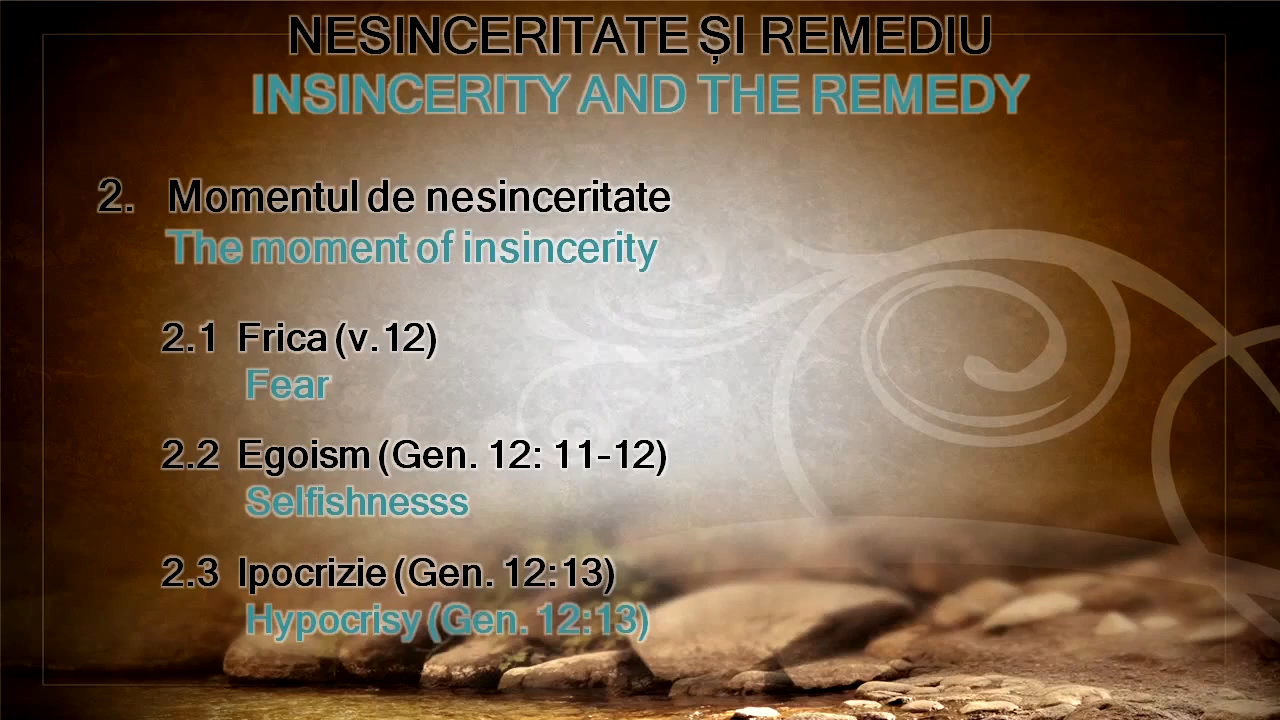 NESINCERITATE ȘI REMEDIU
INSINCERITY AND THE REMEDY
2. Momentul de nesinceritate
The moment of insincerity
2.1 Frica (v.12)
Fear
2.2 Egoism (Gen. 12: 11-12)
Selfishnesss
2.3 Ipocrizie (Gen. 12:13)
Hypocrisy (Gen. 12:13)